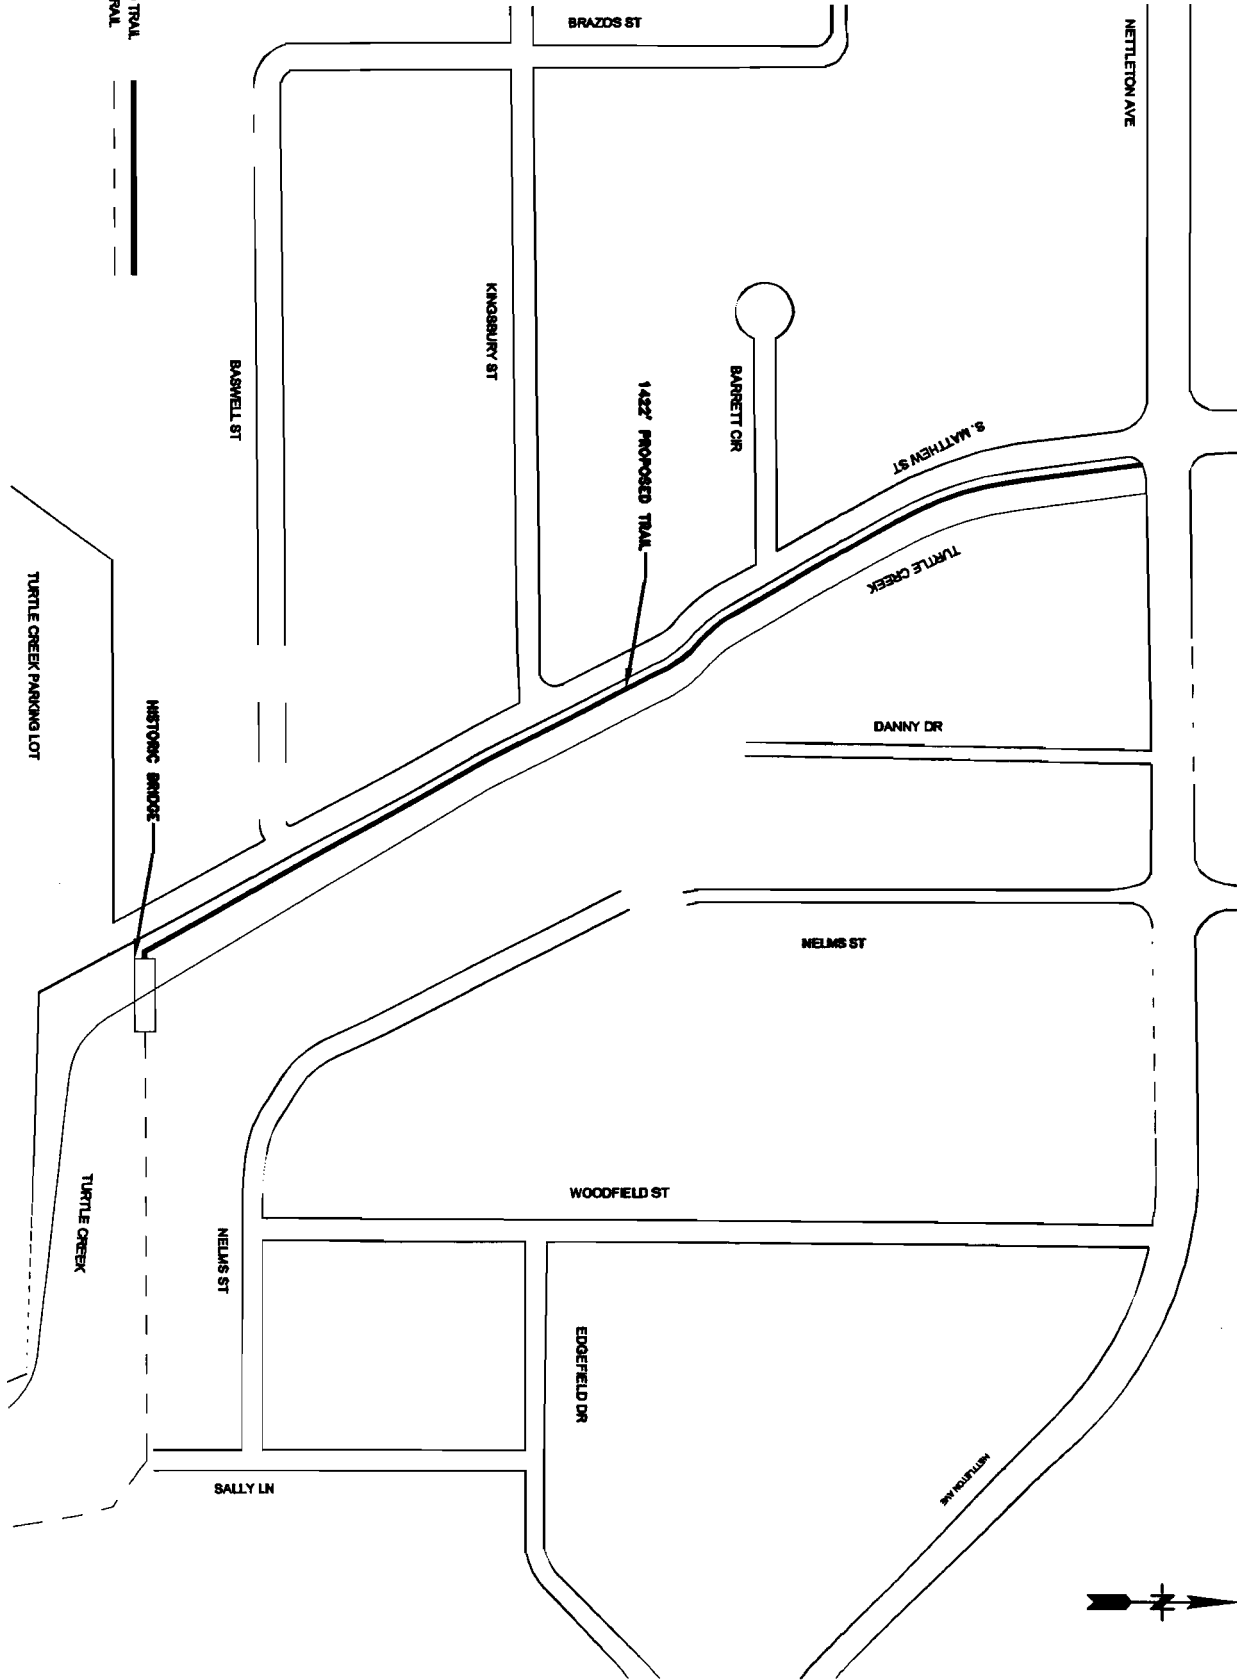 TRAIL
RAIL
BRAZOS ST
NETTLETON AVE
KINGSBURY ST
BASWELL ST
BARRETT CIR
1422' PROPOSED TRAIL
S. MATTHEW ST
TURTLE CREEK
TURTLE CREEK PARKING LOT
HISTORIC BRIDGE
DANNY DR
NELMS ST
WOODFIELD ST
TURTLE CREEK
NELMS ST
EDGEFIELD DR
SALLY LN
NETTLETON AVE
N